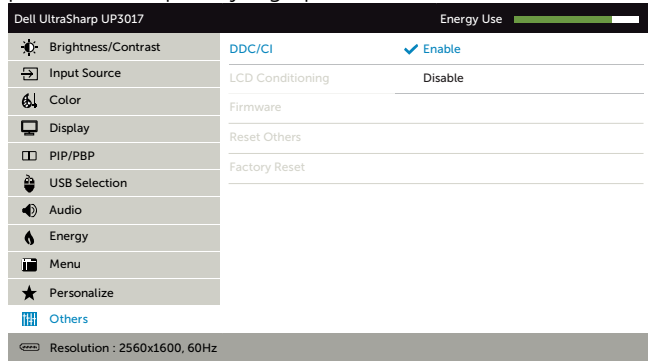 Dell UltraSharp UP3017 Energy Use
Brightness/Contrast DDC/CI Enable
Input Source LCD Conditioning Disable
Color Firmware
Display Reset Others
PIP/PBP Factory Reset
USB Selection
Audio
Energy
Menu
Personalize
Others
Resolution : 2560x1600, 60Hz